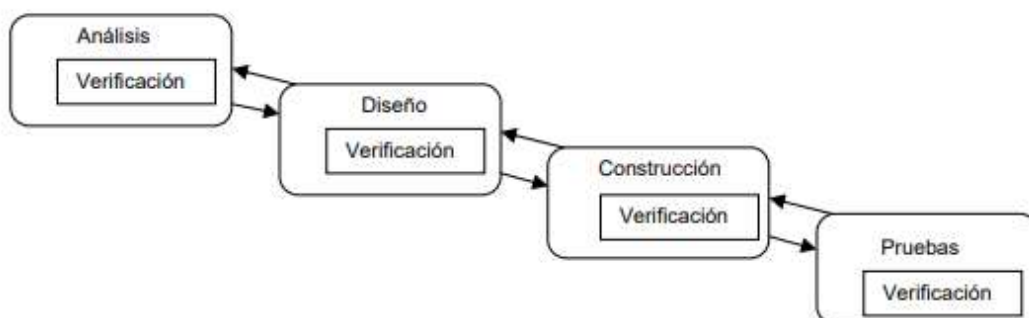 Análisis
Verificación
Diseño
Verificación
Construcción
Verificación
Pruebas
Verificación